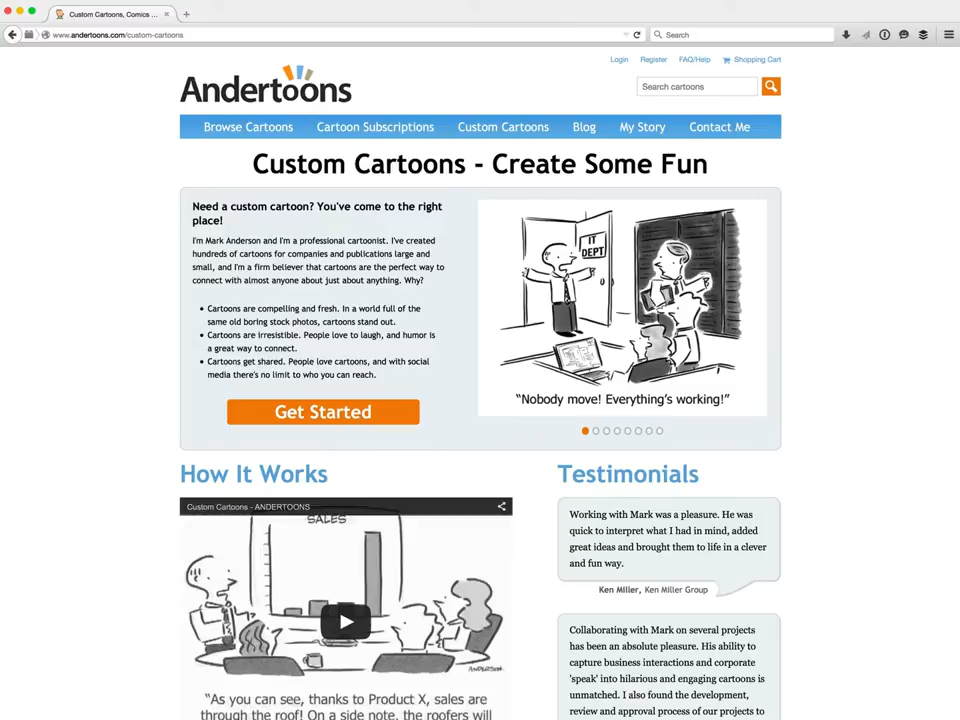 Custom Cartoons, Comics ...
www.andertoons.com/custom-cartoons
Search
Login Register FAQ/Help Shopping Cart
Andertoons
Search cartoons
Browse Cartoons Cartoon Subscriptions Custom Cartoons Blog My Story Contact Me
Custom Cartoons - Create Some Fun
Need a custom cartoon? You've come to the right
place!
I'm Mark Anderson and I'm a professional cartoonist. I've created
hundreds of cartoons for companies and publications large and
small, and I'm a firm believer that cartoons are the perfect way to
connect with almost anyone about just about anything. Why?
• Cartoons are compelling and fresh. In a world full of the
same old boring stock photos, cartoons stand out.
• Cartoons are irresistible. People love to laugh, and humor is
a great way to connect.
• Cartoons get shared. People love cartoons, and with social
media there's no limit to who you can reach.
Get Started
IT
DEPT
“Nobody move! Everything’s working!”
How It Works
Custom Cartoons - ANDERTOONS
SALES
ANDERSON
“As you can see, thanks to Product X, sales are
through the roof! On a side note, the roofers will
Testimonials
Working with Mark was a pleasure. He was
quick to interpret what I had in mind, added
great ideas and brought them to life in a clever
and fun way.
Ken Miller, Ken Miller Group
Collaborating with Mark on several projects
has been an absolute pleasure. His ability to
capture business interactions and corporate
'speak' into hilarious and engaging cartoons is
unmatched. I also found the development,
review and approval process of our projects to